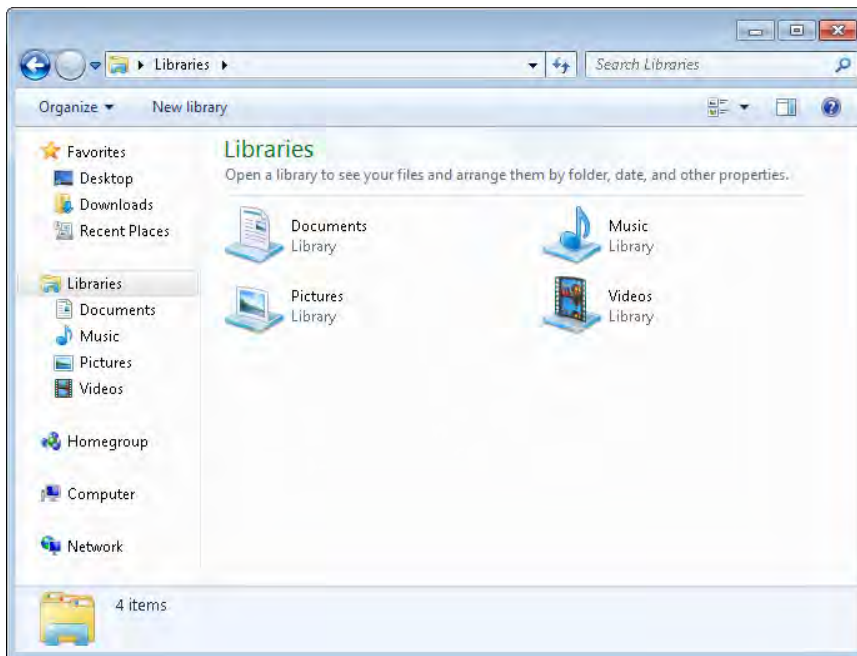 Libraries
Search Libraries
Organize
New library
Favorites
Desktop
Downloads
Recent Places
Libraries
Documents
Music
Pictures
Videos
Homegroup
Computer
Network
Libraries
Open a library to see your files and arrange them by folder, date, and other properties.
Documents
Library
Music
Library
Pictures
Library
Videos
Library
4 items